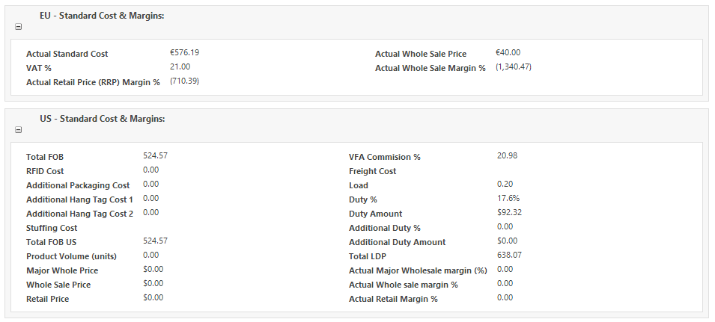 EU - Standard Cost & Margins:
Actual Standard Cost €576.19 Actual Whole Sale Price €40.00
VAT % 21.00 Actual Whole Sale Margin % (1,340.47)
Actual Retail Price (RRP) Margin % (710.39)
US - Standard Cost & Margins:
Total FOB 524.57 VFA Commision % 20.98
RFID Cost 0.00 Freight Cost
Additional Packaging Cost 0.00 Load 0.20
Additional Hang Tag Cost 1 0.00 Duty % 17.6%
Additional Hang Tag Cost 2 0.00 Duty Amount $92.32
Stuffing Cost Additional Duty % 0.00
Total FOB US 524.57 Additional Duty Amount $0.00
Product Volume (units) 0.00 Total LDP 638.07
Major Whole Price $0.00 Actual Major Wholesale margin (%) 0.00
Whole Sale Price $0.00 Actual Whole sale margin % 0.00
Retail Price $0.00 Actual Retail Margin % 0.00